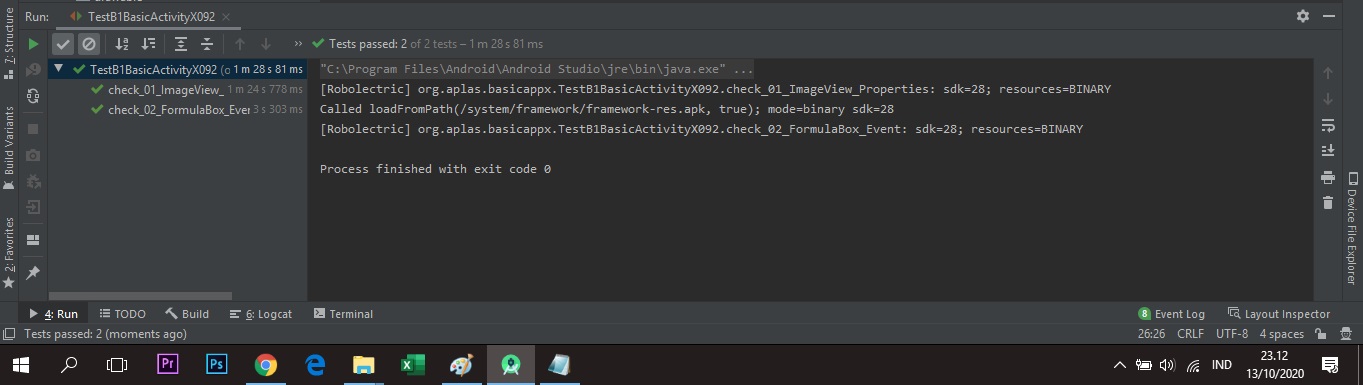 Run: TestB1BasicActivityX092 ×
» Tests passed: 2 of 2 tests – 1 m 28 s 81 ms
TestB1BasicActivityX092 (o 1 m 28 s 81 ms
check_01_ImageView_ 1 m 24 s 778 ms
check_02_FormulaBox_Ever 3 s 303 ms
"C:\Program Files\Android\Android Studio\jre\bin\java.exe" ...
[Robolectric] org.aplas.basicappx.TestB1BasicActivityX092.check_01_ImageView_Properties: sdk=28; resources=BINARY
Called loadFromPath(/system/framework/framework-res.apk, true); mode=binary sdk=28
[Robolectric] org.aplas.basicappx.TestB1BasicActivityX092.check_02_FormulaBox_Event: sdk=28; resources=BINARY
Process finished with exit code 0
7: Structure
Build Variants
2: Favorites
Device File Explorer
4: Run TODO Build 6: Logcat Terminal 8 Event Log Layout Inspector
Tests passed: 2 (moments ago) 26:26 CRLF UTF-8 4 spaces
Pr Ps IND 23.12
13/10/2020